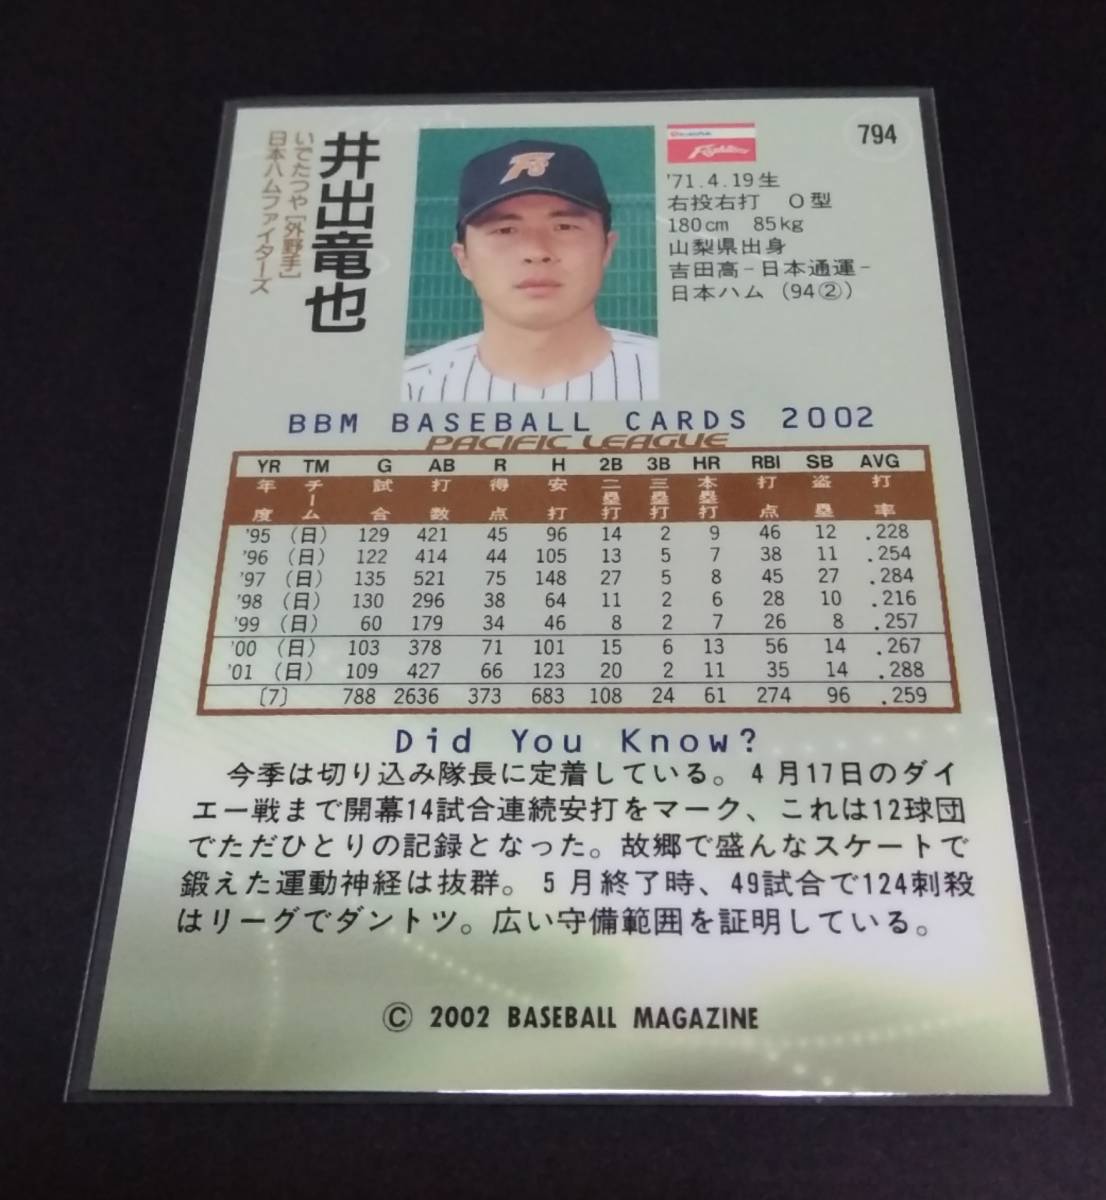 794
井出竜也
いでたつや[外野手]
日本ハムファイターズ
F
Fighters
'71.4.19生
右投右打 O型
180cm 85kg
山梨県出身
吉田高-日本通運-
日本ハム (94②)
BBM BASEBALL CARDS 2002
PACIFIC LEAGUE
YR TM G AB R H 2B 3B HR RBI SB AVG
年度 チーム 試合 打数 得点 安打 二塁打 三塁打 本塁打 打点 盗塁 打率
'95 (日) 129 421 45 96 14 2 9 46 12 .228
'96 (日) 122 414 44 105 13 5 7 38 11 .254
'97 (日) 135 521 75 148 27 5 8 45 27 .284
'98 (日) 130 296 38 64 11 2 6 28 10 .216
'99 (日) 60 179 34 46 8 2 7 26 8 .257
'00 (日) 103 378 71 101 15 6 13 56 14 .267
'01 (日) 109 427 66 123 20 2 11 35 14 .288
〔7〕 788 2636 373 683 108 24 61 274 96 .259
Did You Know?
今季は切り込み隊長に定着している。4月17日のダイ
エー戦まで開幕14試合連続安打をマーク、これは12球団
でただひとりの記録となった。故郷で盛んなスケートで
鍛えた運動神経は抜群。5月終了時、49試合で124刺殺
はリーグでダントツ。広い守備範囲を証明している。
© 2002 BASEBALL MAGAZINE